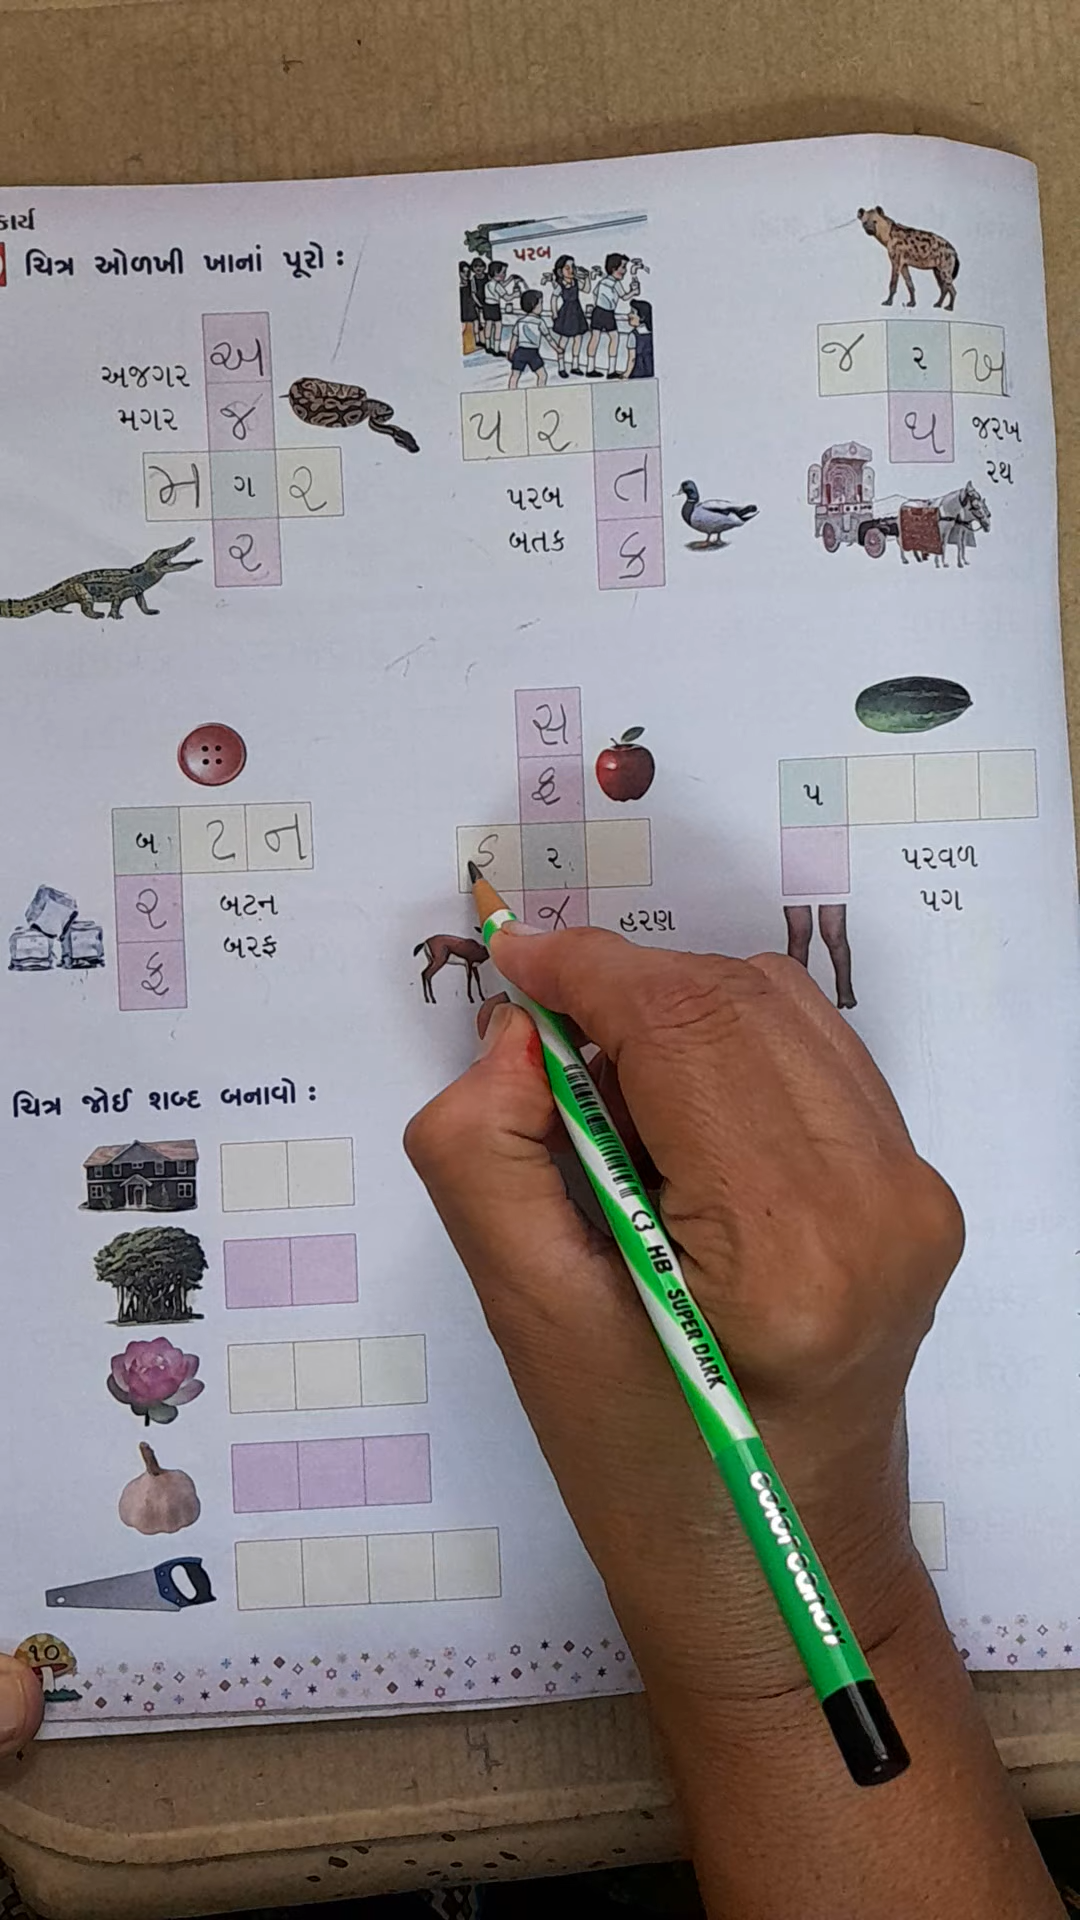 કાર્ય
ચિત્ર ઓળખી ખાનાં પૂરો :
પરબ
અ
અજગર
જ
મગર
મ ગ ર
ર
પ ર બ
ત
પરબ
ક
બતક
જ ર ખ
થ
જરખ
રથ
બ ટ ન
ર
બટન
ફ
બરફ
સ
ફ
ર
જ
હરણ
પ
પરવળ
પગ
ચિત્ર જોઈ શબ્દ બનાવો :
C3 HB SUPER DARK
colorcandy
૧૦